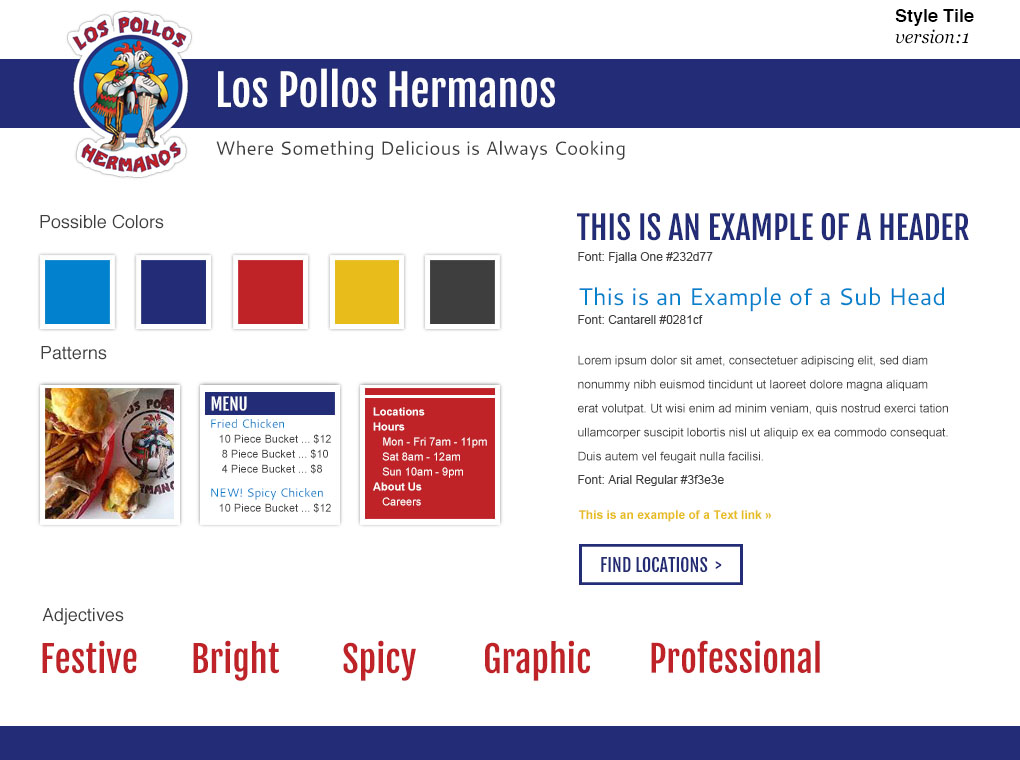 Style Tile
version:1
LOS POLLOS
HERMANOS
Los Pollos Hermanos
Where Something Delicious is Always Cooking
Possible Colors
Patterns
OS POL
MANO
MENU
Fried Chicken
10 Piece Bucket ... $12
8 Piece Bucket ... $10
4 Piece Bucket ... $8
NEW! Spicy Chicken
10 Piece Bucket ... $12
Locations
Hours
Mon - Fri 7am - 11pm
Sat 8am - 12am
Sun 10am - 9pm
About Us
Careers
THIS IS AN EXAMPLE OF A HEADER
Font: Fjalla One #232d77
This is an Example of a Sub Head
Font: Cantarell #0281cf
Lorem ipsum dolor sit amet, consectetuer adipiscing elit, sed diam
nonummy nibh euismod tincidunt ut laoreet dolore magna aliquam
erat volutpat. Ut wisi enim ad minim veniam, quis nostrud exerci tation
ullamcorper suscipit lobortis nisl ut aliquip ex ea commodo consequat.
Duis autem vel feugait nulla facilisi.
Font: Arial Regular #3f3e3e
This is an example of a Text link »
FIND LOCATIONS >
Adjectives
Festive Bright Spicy Graphic Professional